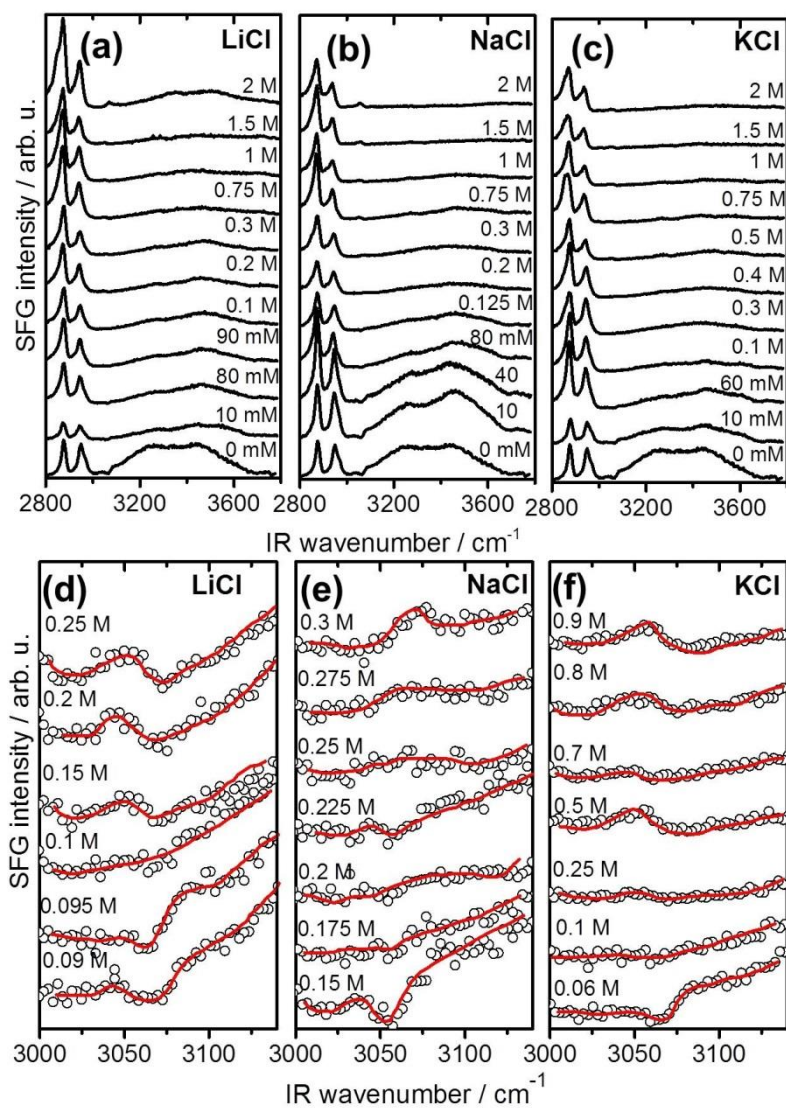 (a) LiCl
2 M
1.5 M
1 M
0.75 M
0.3 M
0.2 M
0.1 M
90 mM
80 mM
10 mM
0 mM
2800 3200 3600
(b) NaCl
2 M
1.5 M
1 M
0.75 M
0.3 M
0.2 M
0.125 M
80 mM
40
10
0 mM
2800 3200 3600
(c) KCl
2 M
1.5 M
1 M
0.75 M
0.5 M
0.4 M
0.3 M
0.1 M
60 mM
10 mM
0 mM
2800 3200 3600
SFG intensity / arb. u.
IR wavenumber / cm-1
(d) LiCl
0.25 M
0.2 M
0.15 M
0.1 M
0.095 M
0.09 M
3000 3050 3100
(e) NaCl
0.3 M
0.275 M
0.25 M
0.225 M
0.2 M
0.175 M
0.15 M
3000 3050 3100
(f) KCl
0.9 M
0.8 M
0.7 M
0.5 M
0.25 M
0.1 M
0.06 M
3000 3050 3100
SFG intensity / arb. u.
IR wavenumber / cm-1